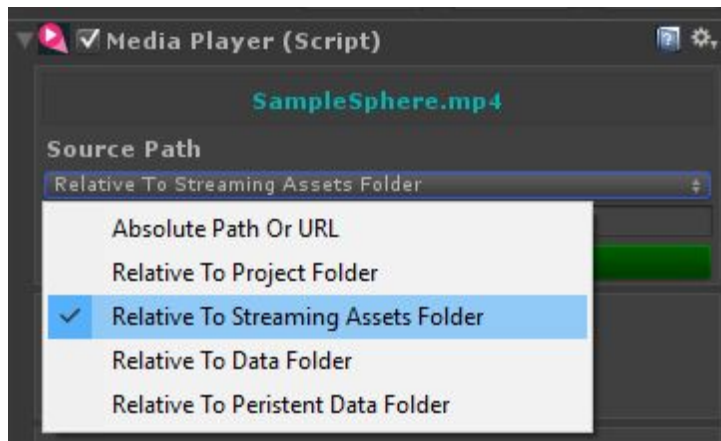 Media Player (Script)
SampleSphere.mp4
Source Path
Relative To Streaming Assets Folder
Absolute Path Or URL
Relative To Project Folder
Relative To Streaming Assets Folder
Relative To Data Folder
Relative To Peristent Data Folder